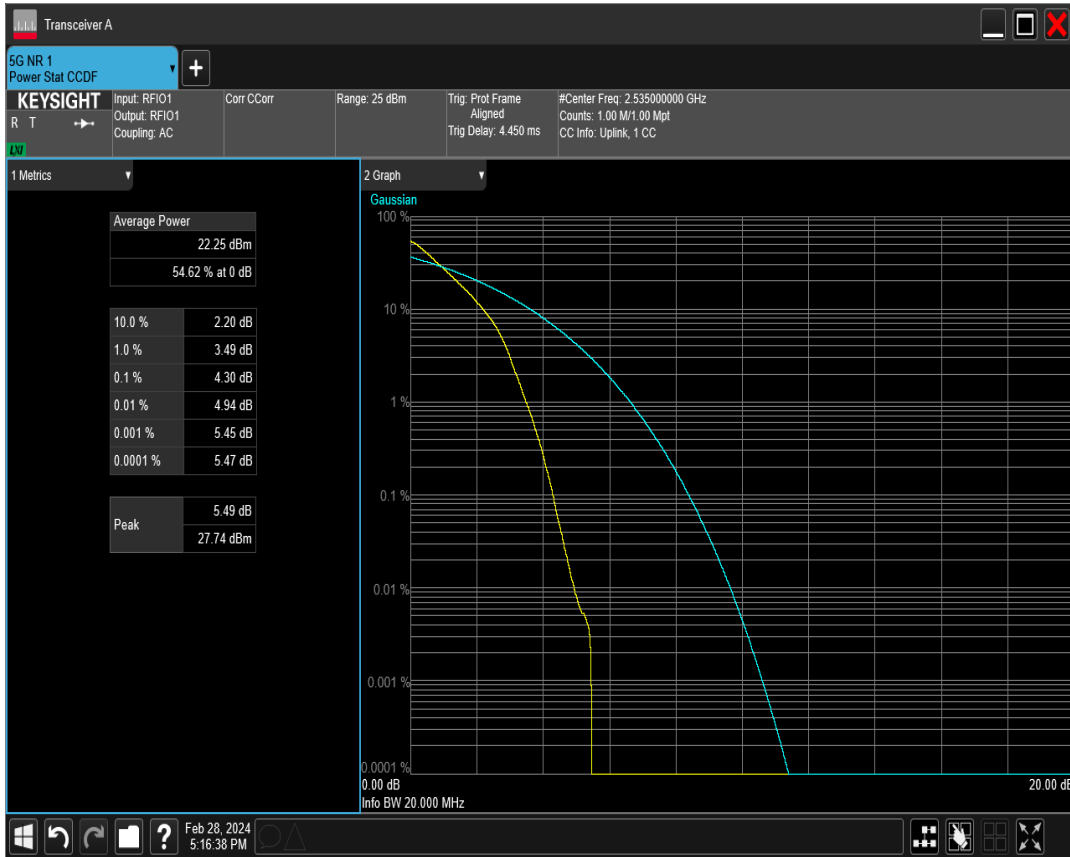 Transceiver A
5G NR 1
Power Stat CCDF
KEYSIGHT
R T
LXI
Input: RFIO1
Output: RFIO1
Coupling: AC
Corr CCorr
Range: 25 dBm
Trig: Prot Frame
Aligned
Trig Delay: 4.450 ms
#Center Freq: 2.535000000 GHz
Counts: 1.00 M/1.00 Mpt
CC Info: Uplink, 1 CC
1 Metrics
Average Power
22.25 dBm
54.62 % at 0 dB
10.0 % 2.20 dB
1.0 % 3.49 dB
0.1 % 4.30 dB
0.01 % 4.94 dB
0.001 % 5.45 dB
0.0001 % 5.47 dB
Peak
5.49 dB
27.74 dBm
2 Graph
Gaussian
100 %
10 %
1 %
0.1 %
0.01 %
0.001 %
0.0001 %
0.00 dB 20.00 dB
Info BW 20.000 MHz
?
Feb 28, 2024
5:16:38 PM